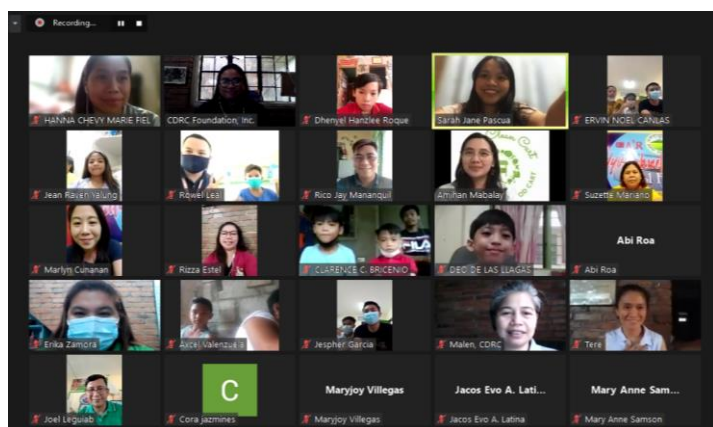 Recording...
HANNA CHEVY MARIE FIEL
CDRC Foundation, Inc.
Dhenyel Hanzlee Roque
Sarah Jane Pascua
ERVIN NOEL CANLAS
Jean Raven Yalung
Rowel Leal
Rico Jay Mananquil
Amihan Mabalay
Suzette Mariano
Marlyn Cunanan
Rizza Estel
CLARENCE C. BRICENIO
DEO DE LAS LLAGAS
Abi Roa
Abi Roa
Erika Zamora
Axcel Valenzuela
Jespher Garcia
Malen, CDRC
Tere
C
Maryjoy Villegas
Jacos Evo A. Lati...
Mary Anne Sam...
Joel Leguiab
Cora jazmines
Maryjoy Villegas
Jacos Evo A. Latina
Mary Anne Samson